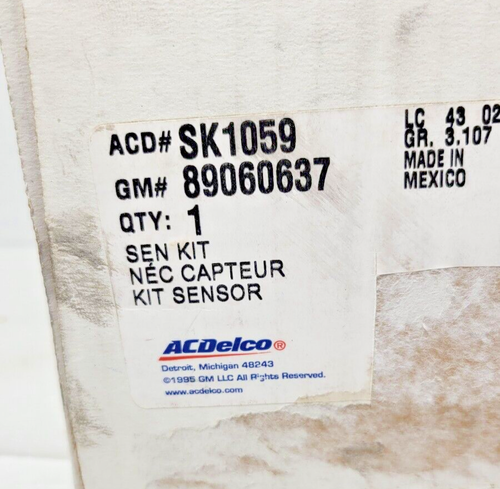 ACD# SK1059
GM# 89060637
QTY: 1
SEN KIT
NÉC CAPTEUR
KIT SENSOR
ACDelco®
Detroit, Michigan 48243
©1995 GM LLC All Rights Reserved.
www.acdelco.com
LC 43 02
GR. 3.107
MADE IN
MEXICO